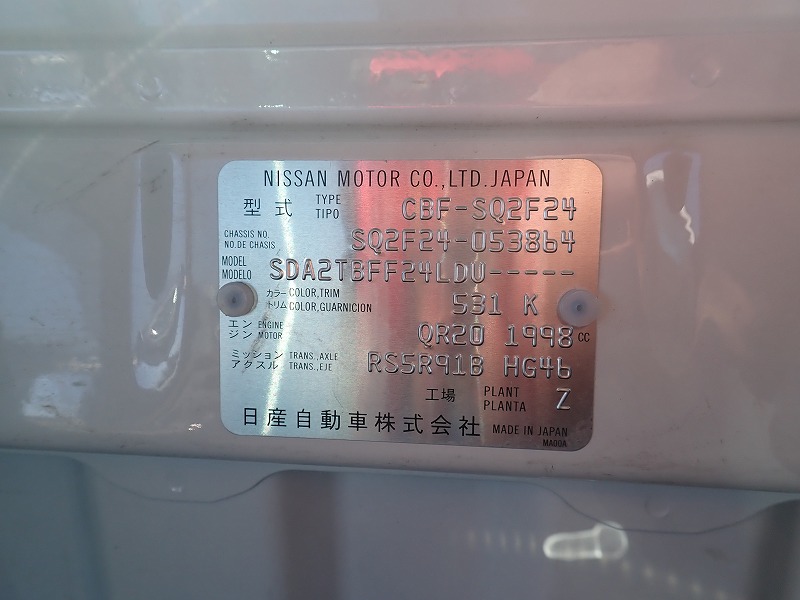 NISSAN MOTOR CO.,LTD.JAPAN
型式 TYPE TIPO CBF-SQ2F24
CHASSIS NO. NO.DE CHASIS SQ2F24-053864
MODEL MODELO SDA2TBFF24LDU-----
カラー COLOR,TRIM トリム COLOR,GUARNICION 531 K
エンジン ENGINE MOTOR QR20 1998 CC
ミッション TRANS.,AXLE アクスル TRANS.,EJE RS5R91B HG46
工場 PLANT PLANTA Z
日産自動車株式会社 MADE IN JAPAN
MA00A